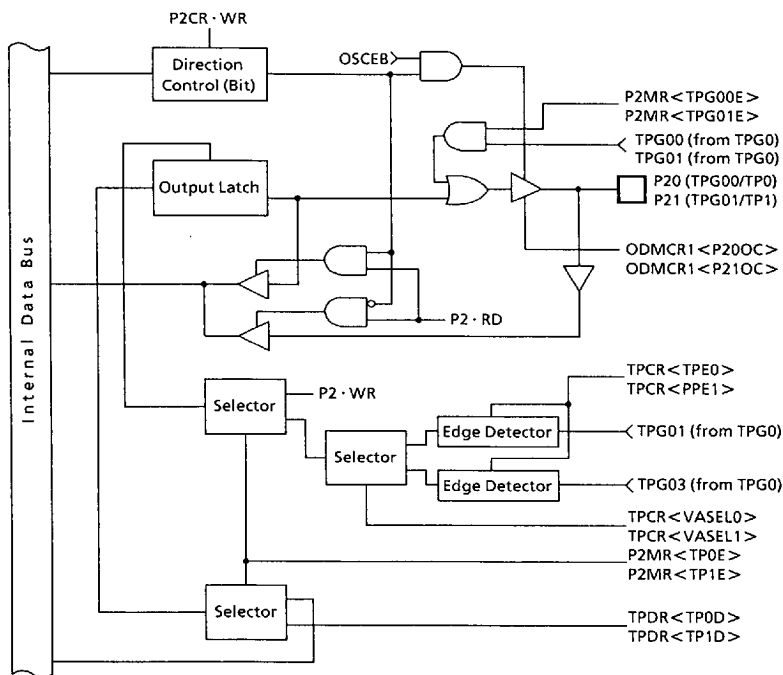 P2CR · WR
Direction
Control (Bit)
OSCEB
P2MR<TPG00E>
P2MR<TPG01E>
TPG00 (from TPG0)
TPG01 (from TPG0)
Output Latch
P20 (TPG00/TP0)
P21 (TPG01/TP1)
ODMCR1<P20OC>
ODMCR1<P21OC>
P2 · RD
Internal Data Bus
TPCR<TPE0>
TPCR<PPE1>
Selector
P2 · WR
Edge Detector
TPG01 (from TPG0)
Selector
Edge Detector
TPG03 (from TPG0)
TPCR<VASEL0>
TPCR<VASEL1>
P2MR<TP0E>
P2MR<TP1E>
Selector
TPDR<TP0D>
TPDR<TP1D>